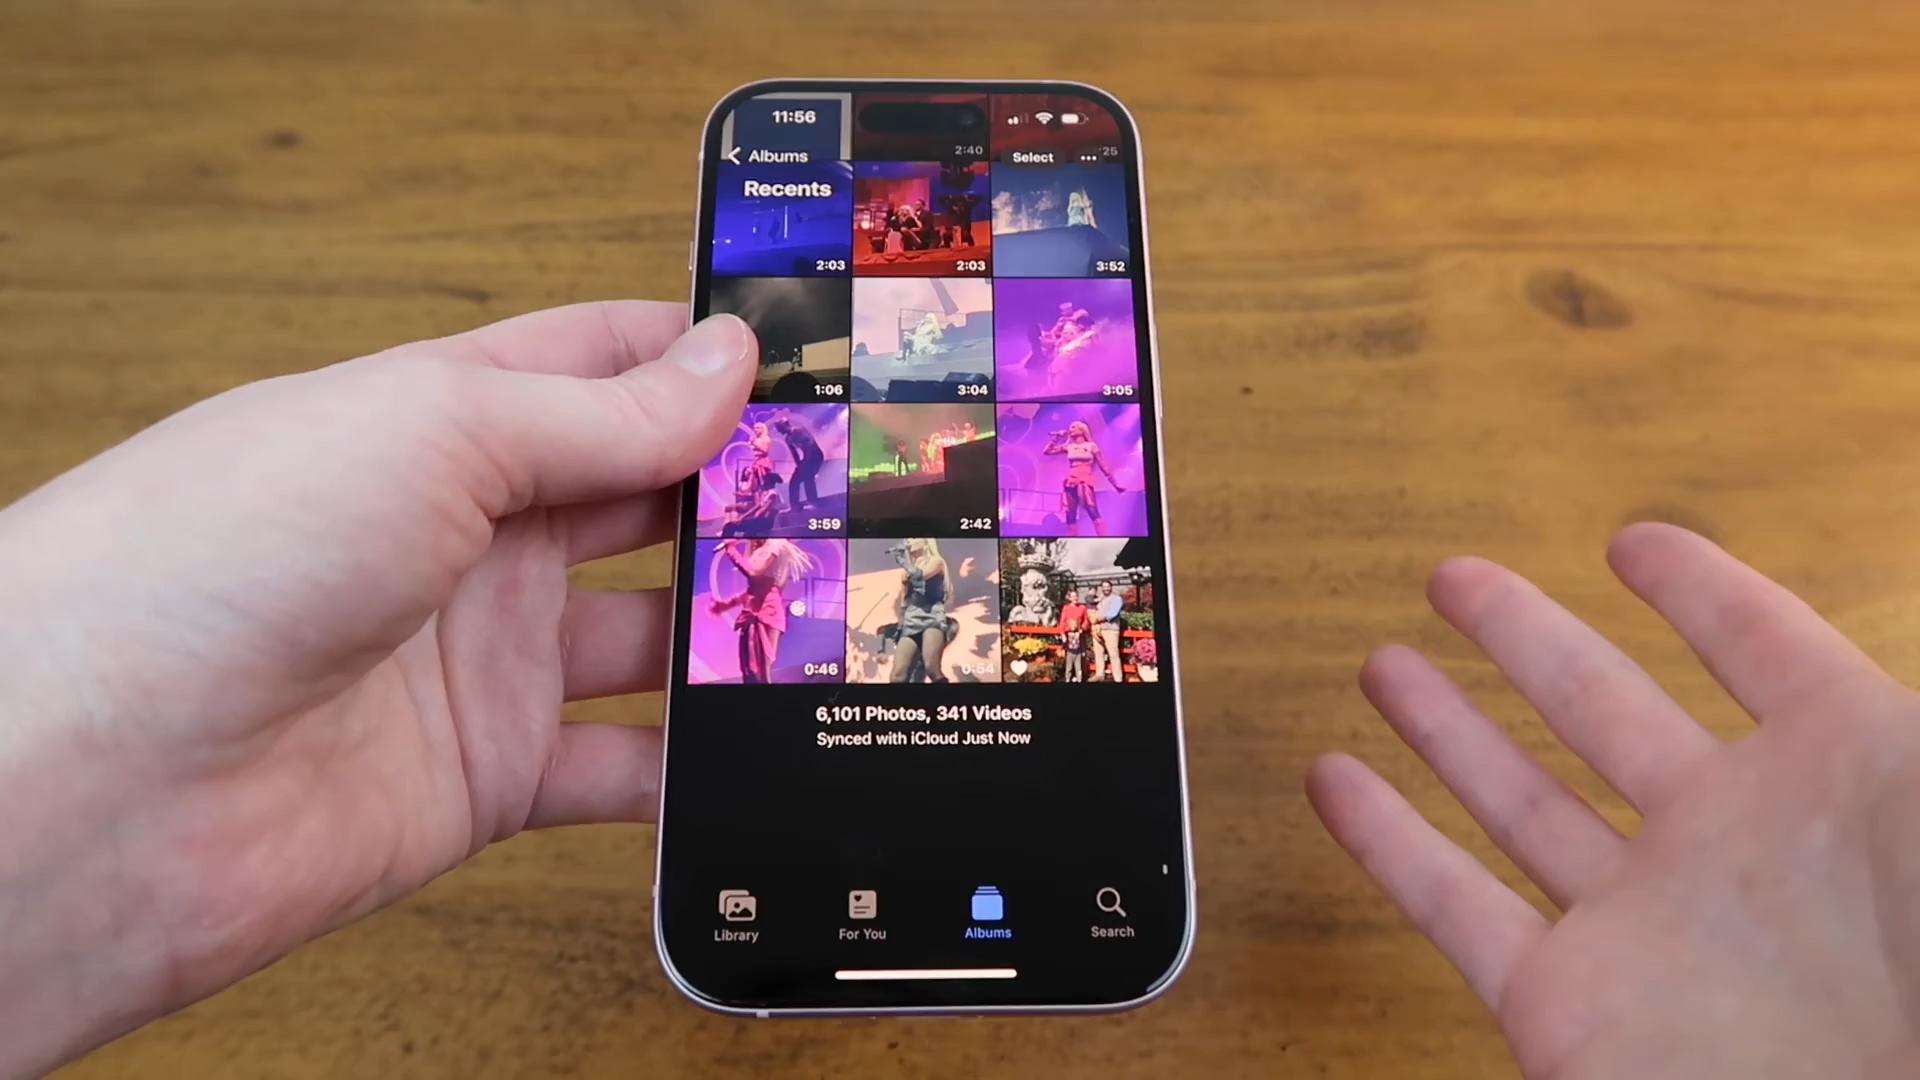 11:56
2:40
Albums
Select
Recents
2:03
2:03
3:52
1:06
3:04
3:05
3:59
2:42
0:46
0:54
6,101 Photos, 341 Videos
Synced with iCloud Just Now
Library
For You
Albums
Search